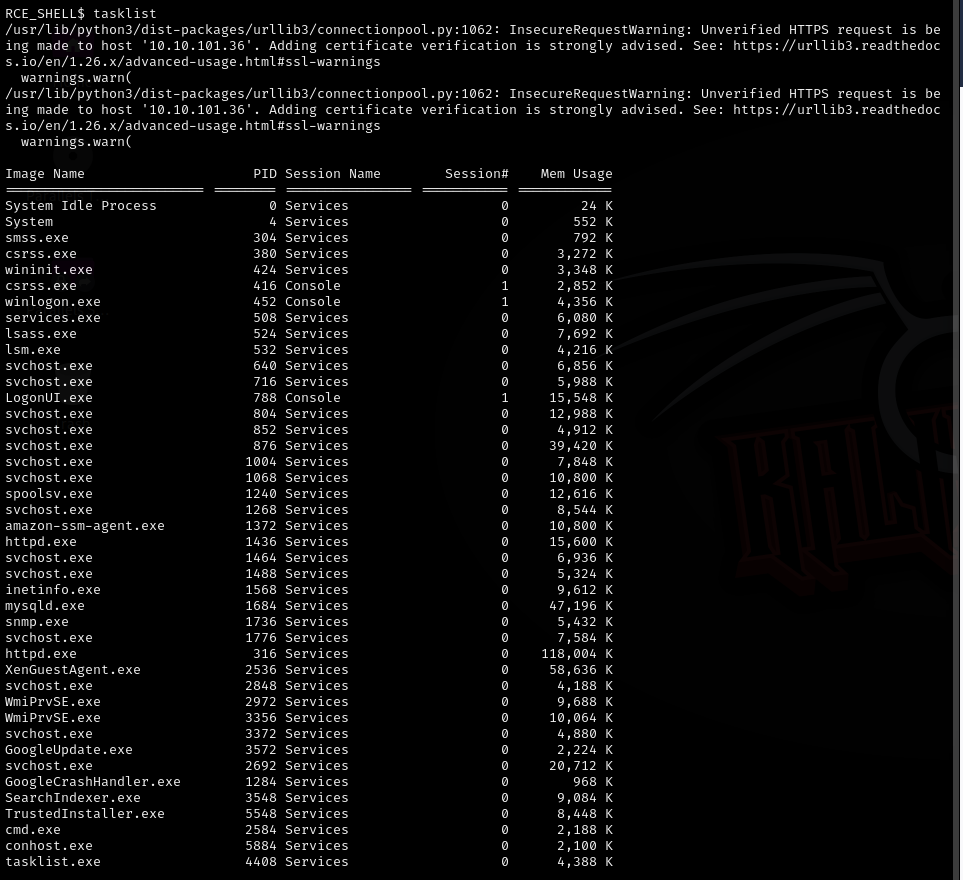 RCE_SHELL$ tasklist
/usr/lib/python3/dist-packages/urllib3/connectionpool.py:1062: InsecureRequestWarning: Unverified HTTPS request is be
ing made to host '10.10.101.36'. Adding certificate verification is strongly advised. See: https://urllib3.readthedoc
s.io/en/1.26.x/advanced-usage.html#ssl-warnings
  warnings.warn(
/usr/lib/python3/dist-packages/urllib3/connectionpool.py:1062: InsecureRequestWarning: Unverified HTTPS request is be
ing made to host '10.10.101.36'. Adding certificate verification is strongly advised. See: https://urllib3.readthedoc
s.io/en/1.26.x/advanced-usage.html#ssl-warnings
  warnings.warn(
Image Name                     PID Session Name        Session#    Mem Usage
========================= ======== ================ =========== ============
System Idle Process              0 Services                   0         24 K
System                           4 Services                   0        552 K
smss.exe                       304 Services                   0        792 K
csrss.exe                      380 Services                   0      3,272 K
wininit.exe                    424 Services                   0      3,348 K
csrss.exe                      416 Console                    1      2,852 K
winlogon.exe                   452 Console                    1      4,356 K
services.exe                   508 Services                   0      6,080 K
lsass.exe                      524 Services                   0      7,692 K
lsm.exe                        532 Services                   0      4,216 K
svchost.exe                    640 Services                   0      6,856 K
svchost.exe                    716 Services                   0      5,988 K
LogonUI.exe                    788 Console                    1     15,548 K
svchost.exe                    804 Services                   0     12,988 K
svchost.exe                    852 Services                   0      4,912 K
svchost.exe                    876 Services                   0     39,420 K
svchost.exe                   1004 Services                   0      7,848 K
svchost.exe                   1068 Services                   0     10,800 K
spoolsv.exe                   1240 Services                   0     12,616 K
svchost.exe                   1268 Services                   0      8,544 K
amazon-ssm-agent.exe          1372 Services                   0     10,800 K
httpd.exe                     1436 Services                   0     15,600 K
svchost.exe                   1464 Services                   0      6,936 K
svchost.exe                   1488 Services                   0      5,324 K
inetinfo.exe                  1568 Services                   0      9,612 K
mysqld.exe                    1684 Services                   0     47,196 K
snmp.exe                      1736 Services                   0      5,432 K
svchost.exe                   1776 Services                   0      7,584 K
httpd.exe                      316 Services                   0    118,004 K
XenGuestAgent.exe             2536 Services                   0     58,636 K
svchost.exe                   2848 Services                   0      4,188 K
WmiPrvSE.exe                  2972 Services                   0      9,688 K
WmiPrvSE.exe                  3356 Services                   0     10,064 K
svchost.exe                   3372 Services                   0      4,880 K
GoogleUpdate.exe              3572 Services                   0      2,224 K
svchost.exe                   2692 Services                   0     20,712 K
GoogleCrashHandler.exe        1284 Services                   0        968 K
SearchIndexer.exe             3548 Services                   0      9,084 K
TrustedInstaller.exe          5548 Services                   0      8,448 K
cmd.exe                       2584 Services                   0      2,188 K
conhost.exe                   5884 Services                   0      2,100 K
tasklist.exe                  4408 Services                   0      4,388 K